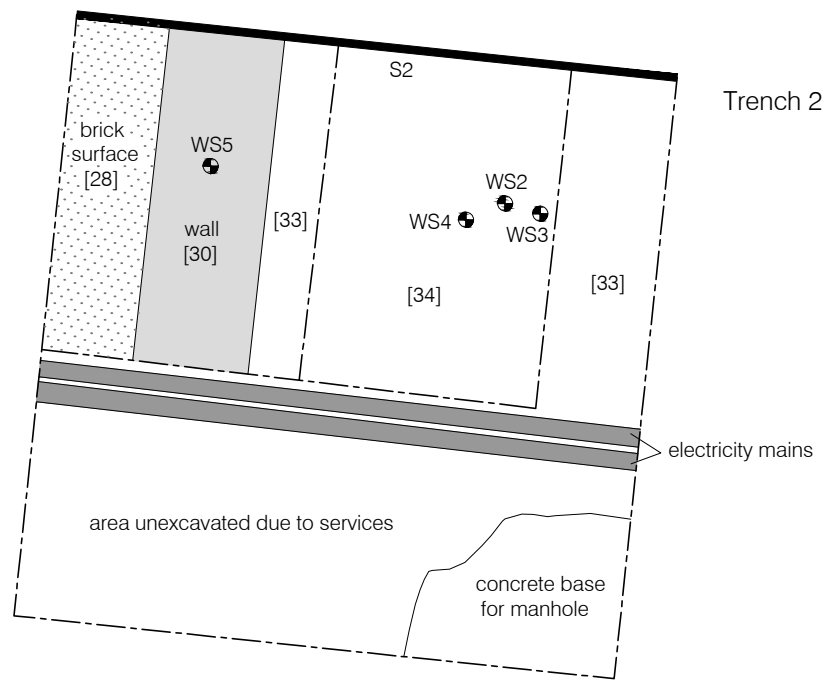 S2
Trench 2
brick
surface
[28]
WS5
wall
[30]
[33]
WS2
WS4
WS3
[34]
[33]
electricity mains
area unexcavated due to services
concrete base
for manhole